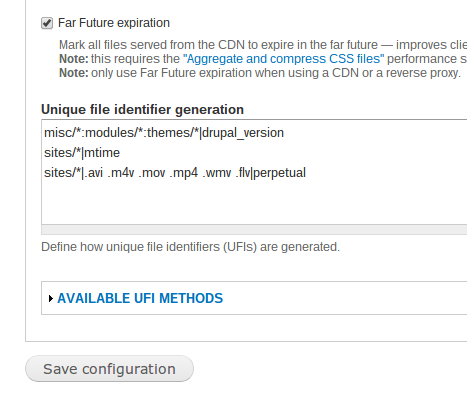 Far Future expiration
Mark all files served from the CDN to expire in the far future — improves
Note: this requires the "Aggregate and compress CSS files" performance
Note: only use Far Future expiration when using a CDN or a reverse proxy.
Unique file identifier generation
misc/*:modules/*:themes/*|drupal_version
sites/*|mtime
sites/*|.avi .m4v .mov .mp4 .wmv .flv|perpetual
Define how unique file identifiers (UFIs) are generated.
AVAILABLE UFI METHODS
Save configuration